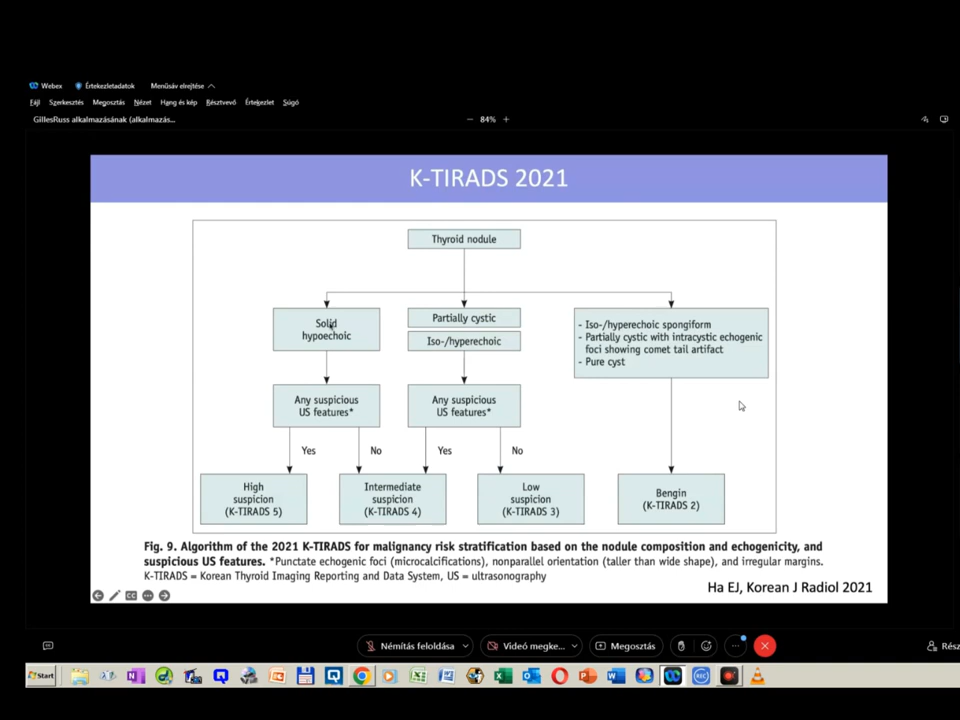 Webex Értekezletadatok Menüsáv elrejtése
Fájl Szerkesztés Megosztás Nézet Hang és kép Résztvevő Értekezlet Súgó
GillesRuss alkalmazásának (alkalmazás...
84%
K-TIRADS 2021
Thyroid nodule
Solid
hypoechoic
Partially cystic
Iso-/hyperechoic
- Iso-/hyperechoic spongiform
- Partially cystic with intracystic echogenic
foci showing comet tail artifact
- Pure cyst
Any suspicious
US features*
Any suspicious
US features*
Yes No Yes No
High
suspicion
(K-TIRADS 5)
Intermediate
suspicion
(K-TIRADS 4)
Low
suspicion
(K-TIRADS 3)
Bengin
(K-TIRADS 2)
Fig. 9. Algorithm of the 2021 K-TIRADS for malignancy risk stratification based on the nodule composition and echogenicity, and
suspicious US features. *Punctate echogenic foci (microcalcifications), nonparallel orientation (taller than wide shape), and irregular margins.
K-TIRADS = Korean Thyroid Imaging Reporting and Data System, US = ultrasonography
Ha EJ, Korean J Radiol 2021
Némítás feloldása Videó megke... Megosztás Rész
Start